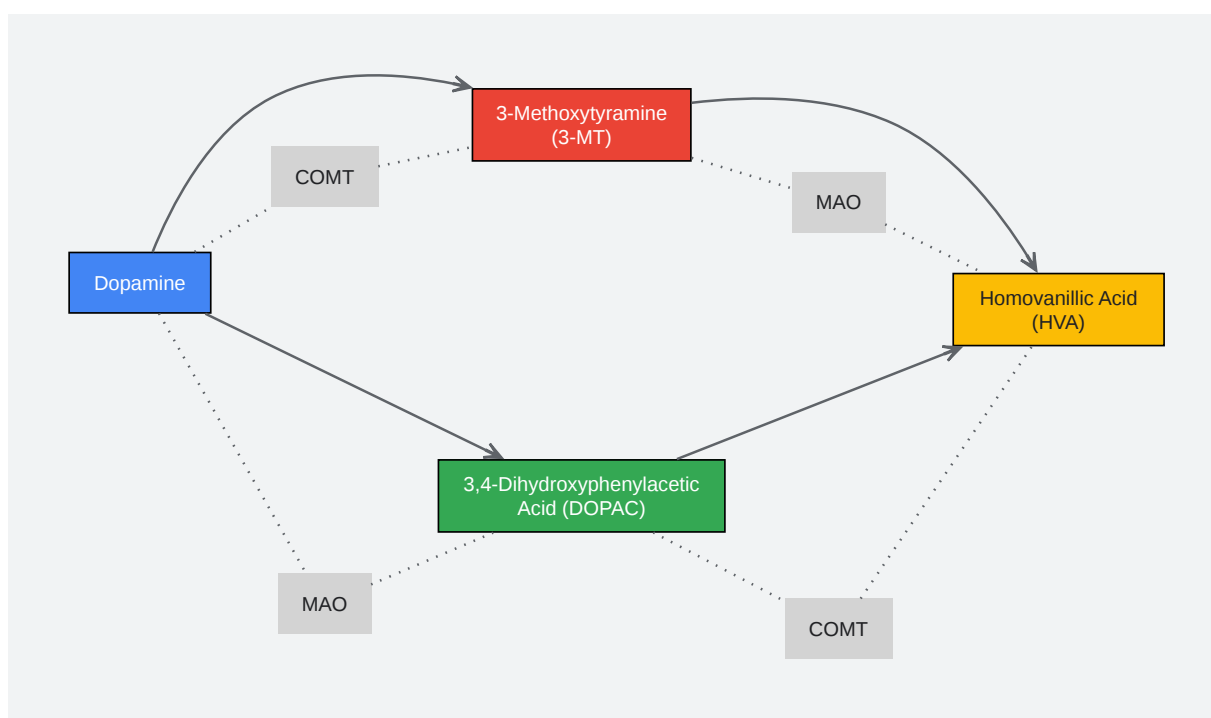 3-Methoxytyramine
(3-MT)
COMT
MAO
Dopamine
Homovanillic Acid
(HVA)
3,4-Dihydroxyphenylacetic
Acid (DOPAC)
MAO
COMT